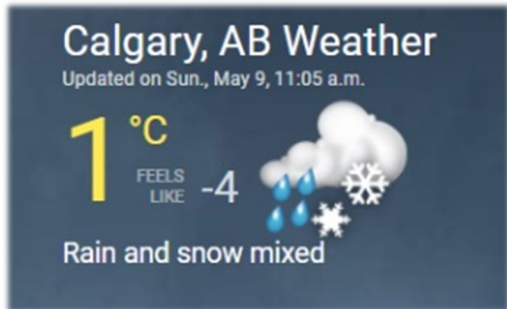 Calgary, AB Weather
Updated on Sun., May 9, 11:05 a.m.
1 °C
FEELS
LIKE -4
Rain and snow mixed